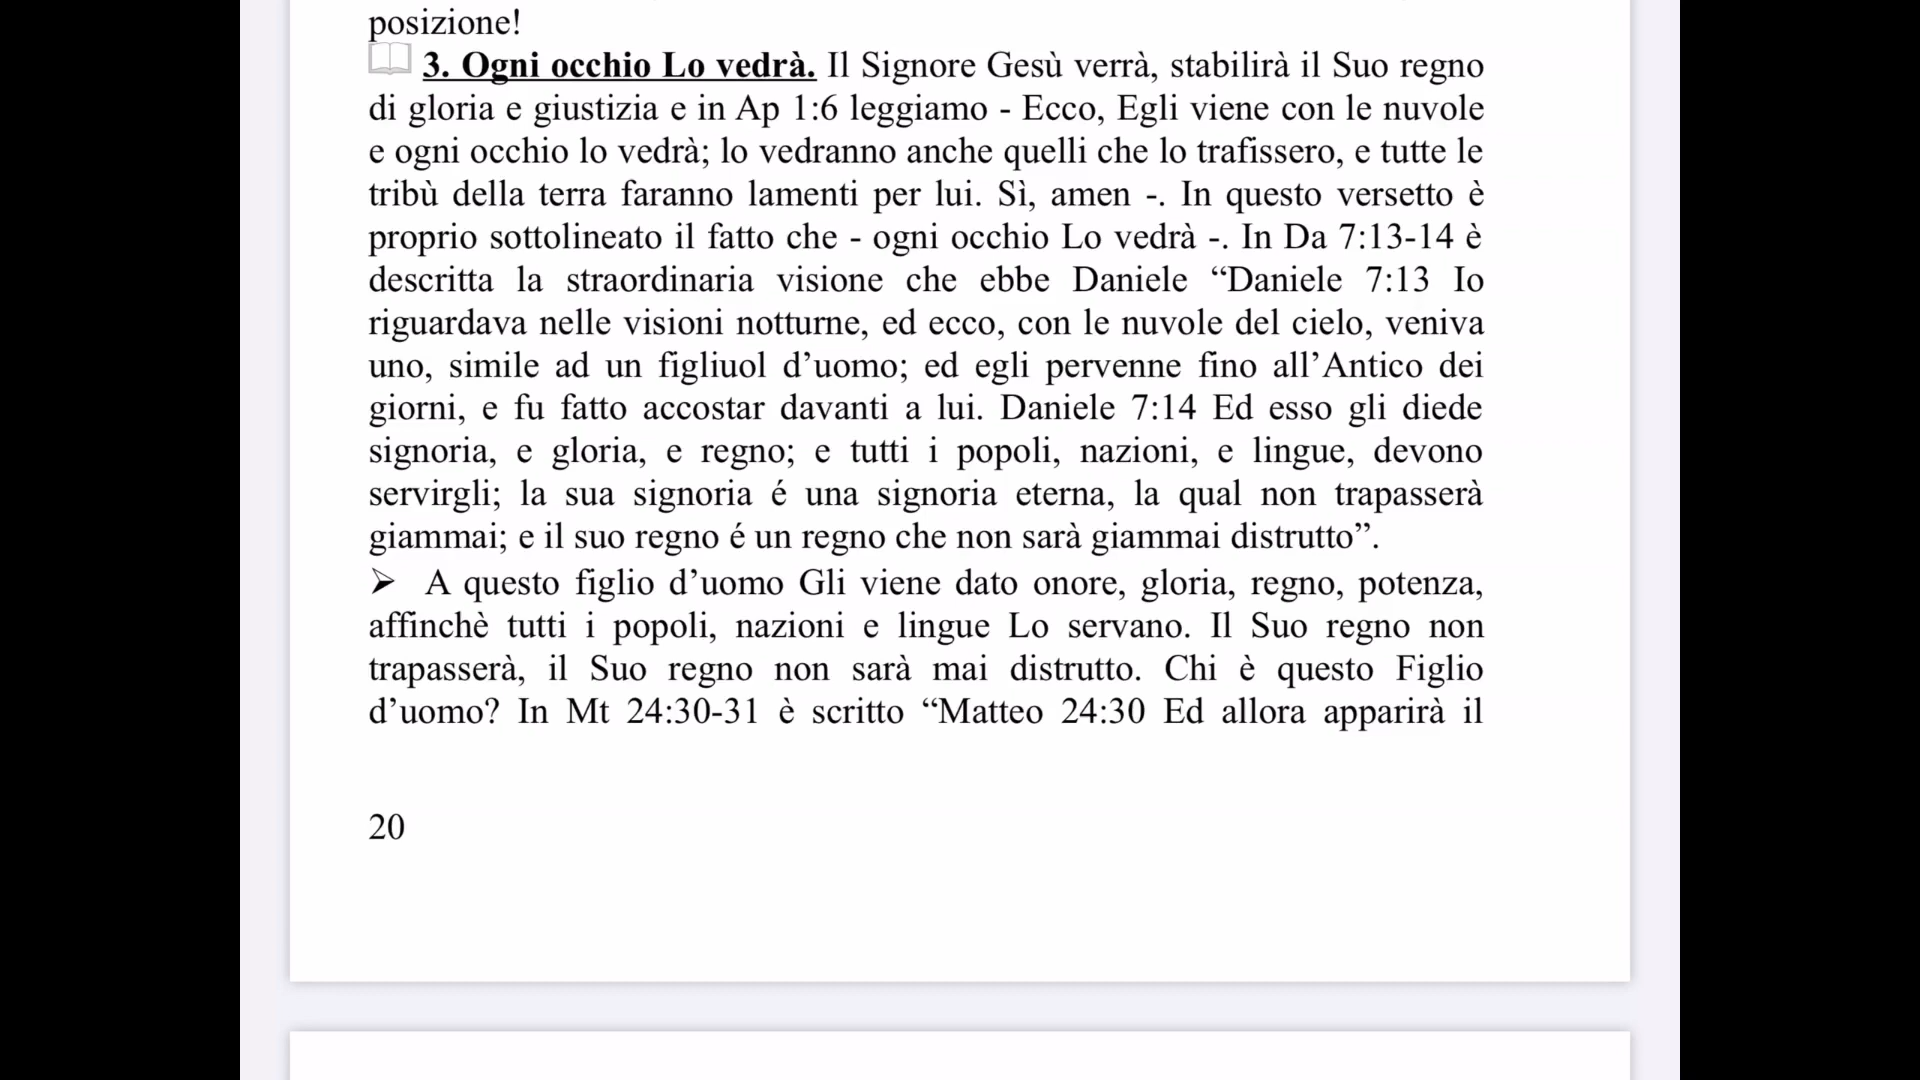 posizione!
3. Ogni occhio Lo vedrà. Il Signore Gesù verrà, stabilirà il Suo regno
di gloria e giustizia e in Ap 1:6 leggiamo - Ecco, Egli viene con le nuvole
e ogni occhio lo vedrà; lo vedranno anche quelli che lo trafissero, e tutte le
tribù della terra faranno lamenti per lui. Sì, amen -. In questo versetto è
proprio sottolineato il fatto che - ogni occhio Lo vedrà -. In Da 7:13-14 è
descritta la straordinaria visione che ebbe Daniele “Daniele 7:13 Io
riguardava nelle visioni notturne, ed ecco, con le nuvole del cielo, veniva
uno, simile ad un figliuol d’uomo; ed egli pervenne fino all’Antico dei
giorni, e fu fatto accostar davanti a lui. Daniele 7:14 Ed esso gli diede
signoria, e gloria, e regno; e tutti i popoli, nazioni, e lingue, devono
servirgli; la sua signoria é una signoria eterna, la qual non trapasserà
giammai; e il suo regno é un regno che non sarà giammai distrutto”.
➢ A questo figlio d’uomo Gli viene dato onore, gloria, regno, potenza,
affinchè tutti i popoli, nazioni e lingue Lo servano. Il Suo regno non
trapasserà, il Suo regno non sarà mai distrutto. Chi è questo Figlio
d’uomo? In Mt 24:30-31 è scritto “Matteo 24:30 Ed allora apparirà il
20